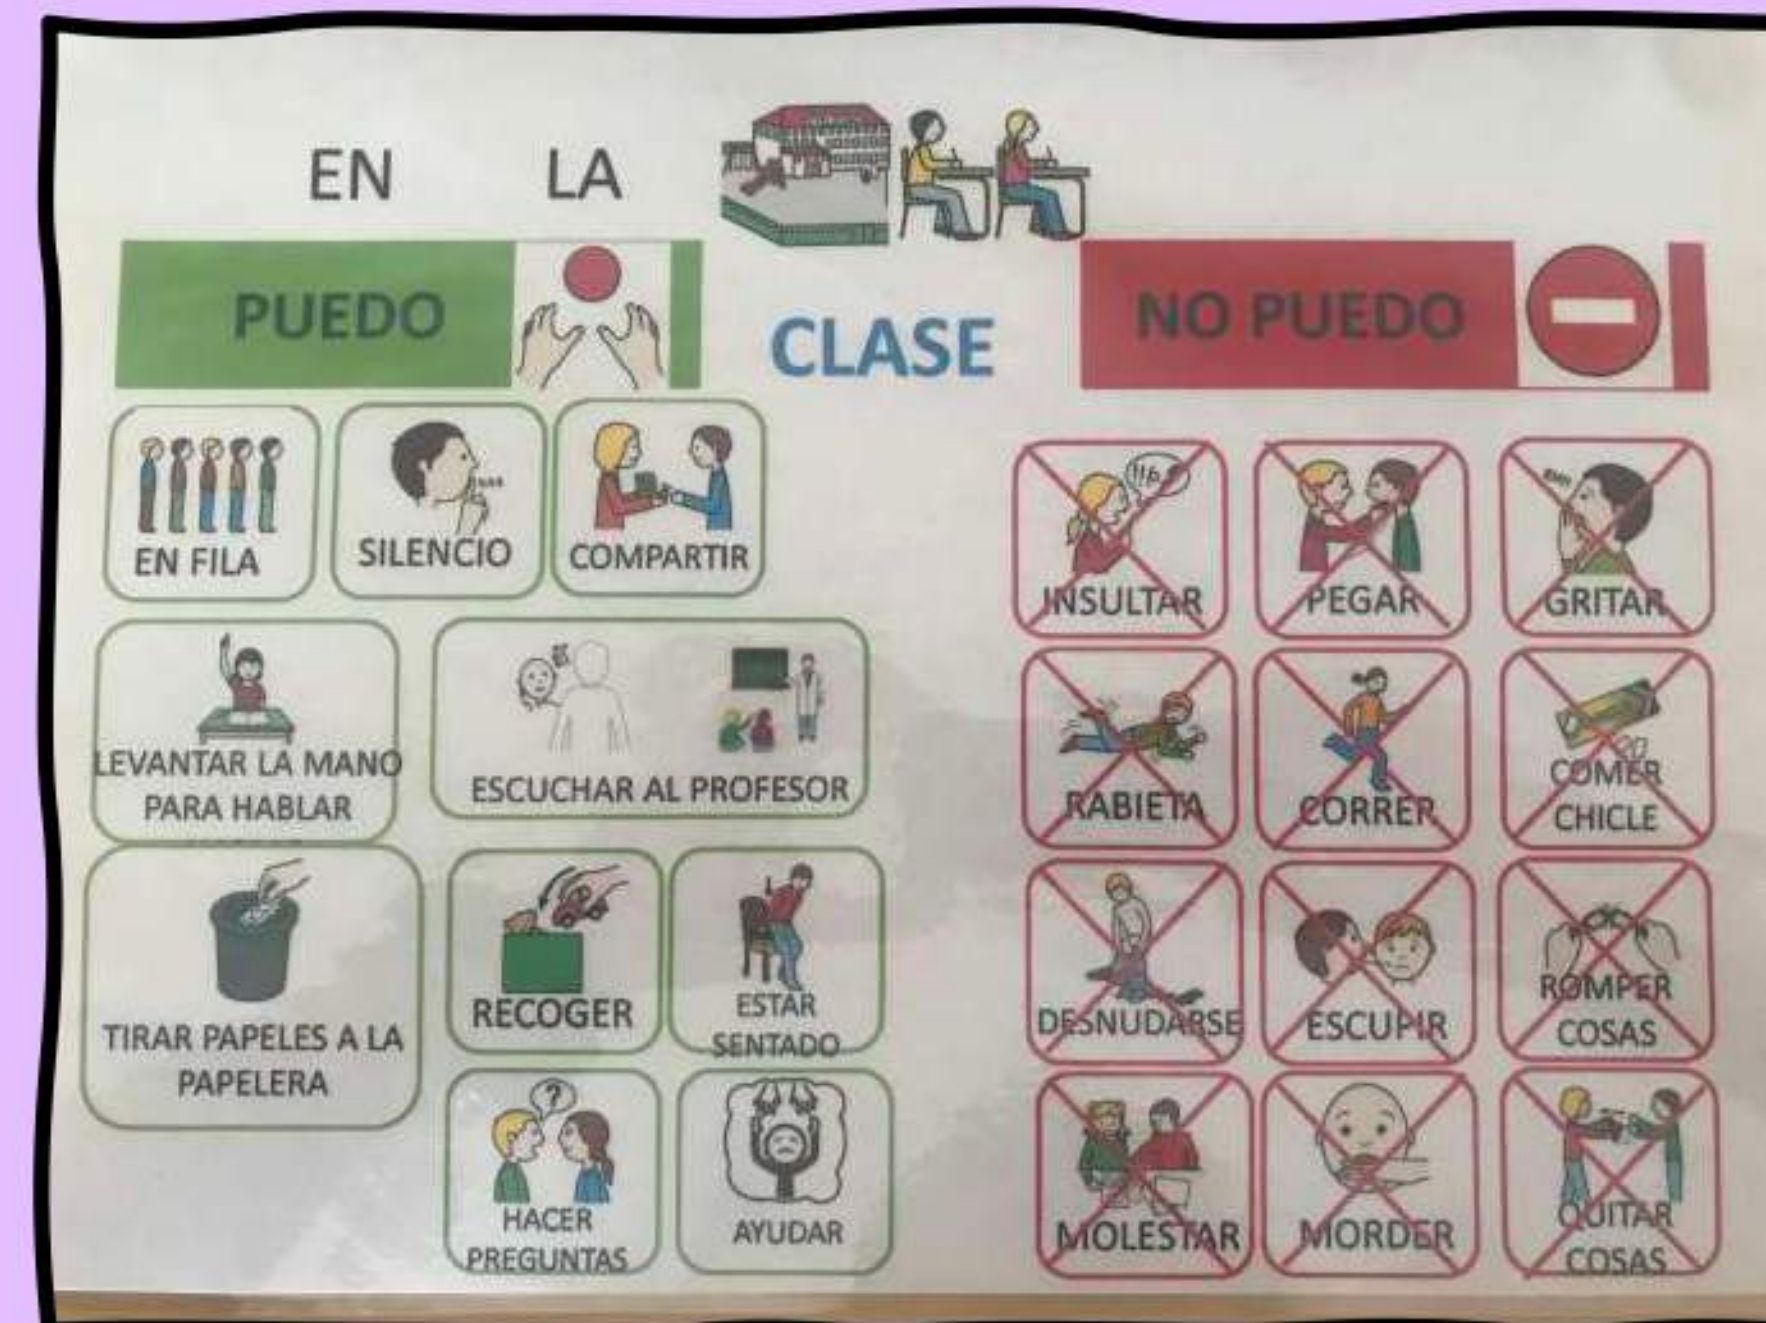 EN LA
CLASE
PUEDO
EN FILA
SILENCIO
COMPARTIR
LEVANTAR LA MANO
PARA HABLAR
ESCUCHAR AL PROFESOR
TIRAR PAPELES A LA
PAPELERA
RECOGER
ESTAR
SENTADO
?
HACER
PREGUNTAS
AYUDAR
NO PUEDO
INSULTAR
PEGAR
GRITAR
RABIETA
CORRER
COMER
CHICLE
DESNUDARSE
ESCUPIR
ROMPER
COSAS
MOLESTAR
MORDER
QUITAR
COSAS